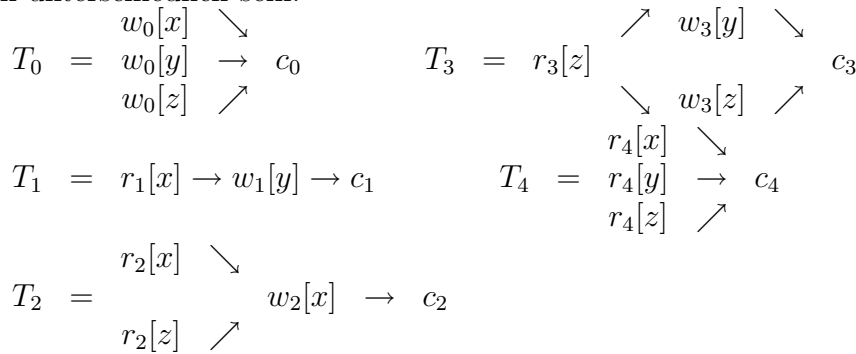 n unterschiedlich sein.
w₀[x] ↘
T₀ = w₀[y] → c₀
w₀[z] ↗
↗ w₃[y] ↘
T₃ = r₃[z] c₃
↘ w₃[z] ↗
T₁ = r₁[x] → w₁[y] → c₁
r₄[x] ↘
T₄ = r₄[y] → c₄
r₄[z] ↗
r₂[x] ↘
T₂ = w₂[x] → c₂
r₂[z] ↗